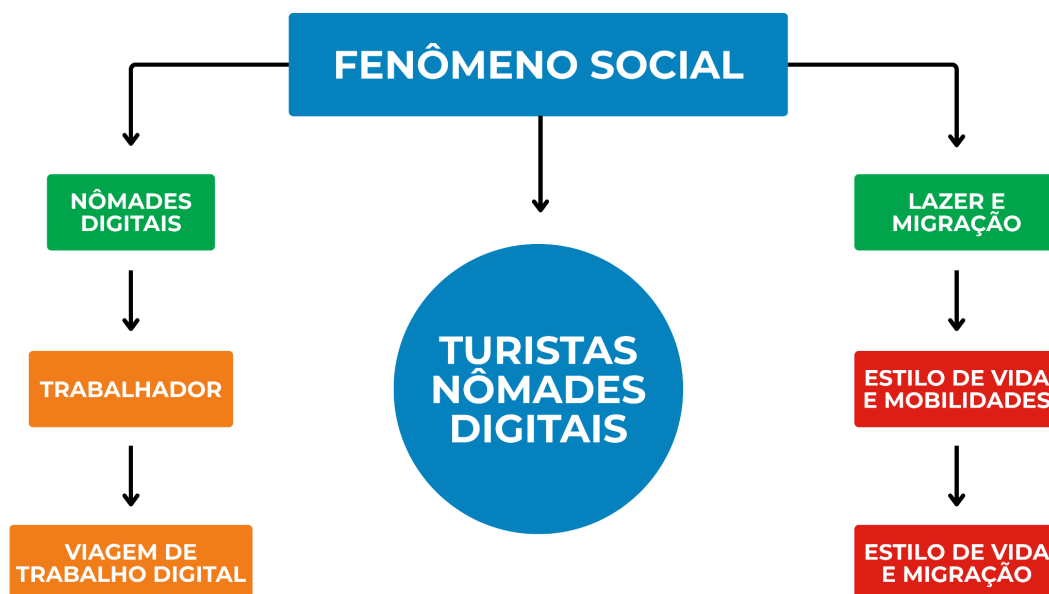 FENÔMENO SOCIAL
NÔMADES
DIGITAIS
LAZER E
MIGRAÇÃO
TURISTAS
NÔMADES
DIGITAIS
TRABALHADOR
ESTILO DE VIDA
E MOBILIDADES
VIAGEM DE
TRABALHO DIGITAL
ESTILO DE VIDA
E MIGRAÇÃO